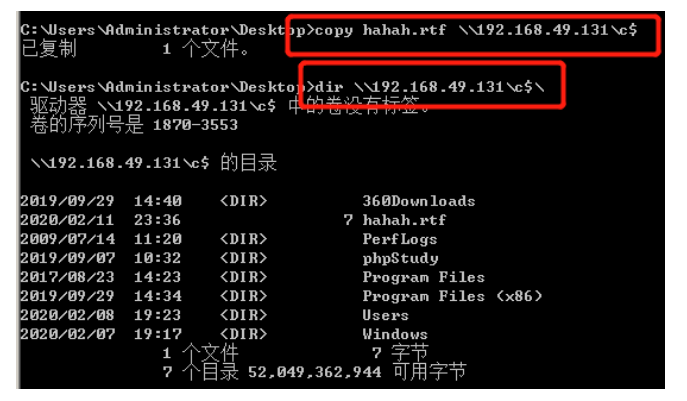 C:\Users\Administrator\Desktop>copy hahah.rtf \\192.168.49.131\c$
已复制         1 个文件。
C:\Users\Administrator\Desktop>dir \\192.168.49.131\c$\
 驱动器 \\192.168.49.131\c$ 中的卷没有标签。
 卷的序列号是 1870-3553
 \\192.168.49.131\c$ 的目录
2019/09/29  14:40    <DIR>          360Downloads
2020/02/11  23:36                 7 hahah.rtf
2009/07/14  11:20    <DIR>          PerfLogs
2019/09/07  10:32    <DIR>          phpStudy
2017/08/23  14:23    <DIR>          Program Files
2019/09/29  14:34    <DIR>          Program Files (x86)
2020/02/08  19:23    <DIR>          Users
2020/02/07  19:17    <DIR>          Windows
               1 个文件              7 字节
               7 个目录 52,049,362,944 可用字节